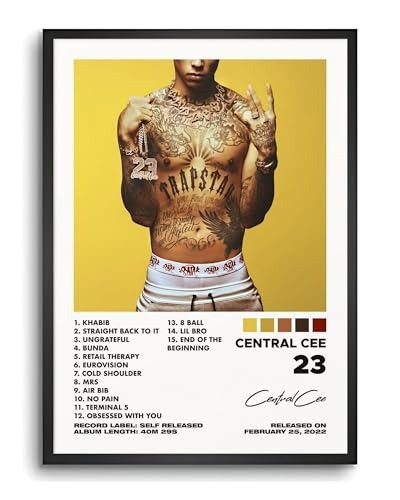 23
TRAPSTAR
1. KHABIB
2. STRAIGHT BACK TO IT
3. UNGRATEFUL
4. BUNDA
5. RETAIL THERAPY
6. EUROVISION
7. COLD SHOULDER
8. MRS
9. AIR BIB
10. NO PAIN
11. TERMINAL 5
12. OBSESSED WITH YOU
13. 8 BALL
14. LIL BRO
15. END OF THE
BEGINNING
CENTRAL CEE
23
Central Cee
RECORD LABEL: SELF RELEASED
ALBUM LENGTH: 40M 29S
RELEASED ON
FEBRUARY 25, 2022